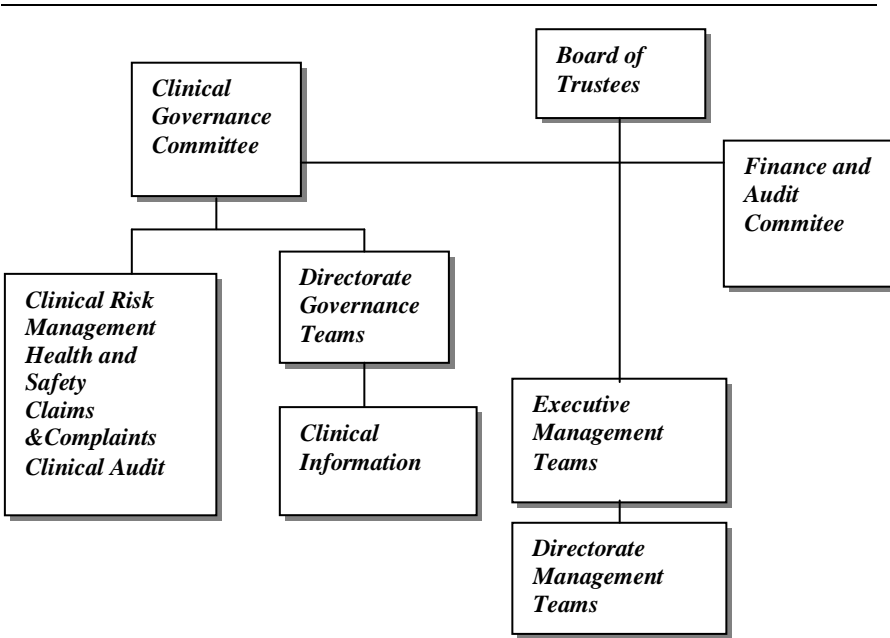 Board of
Trustees
Clinical
Governance
Committee
Finance and
Audit
Commitee
Directorate
Governance
Teams
Clinical Risk
Management
Health and
Safety
Claims
&Complaints
Clinical Audit
Clinical
Information
Executive
Management
Teams
Directorate
Management
Teams